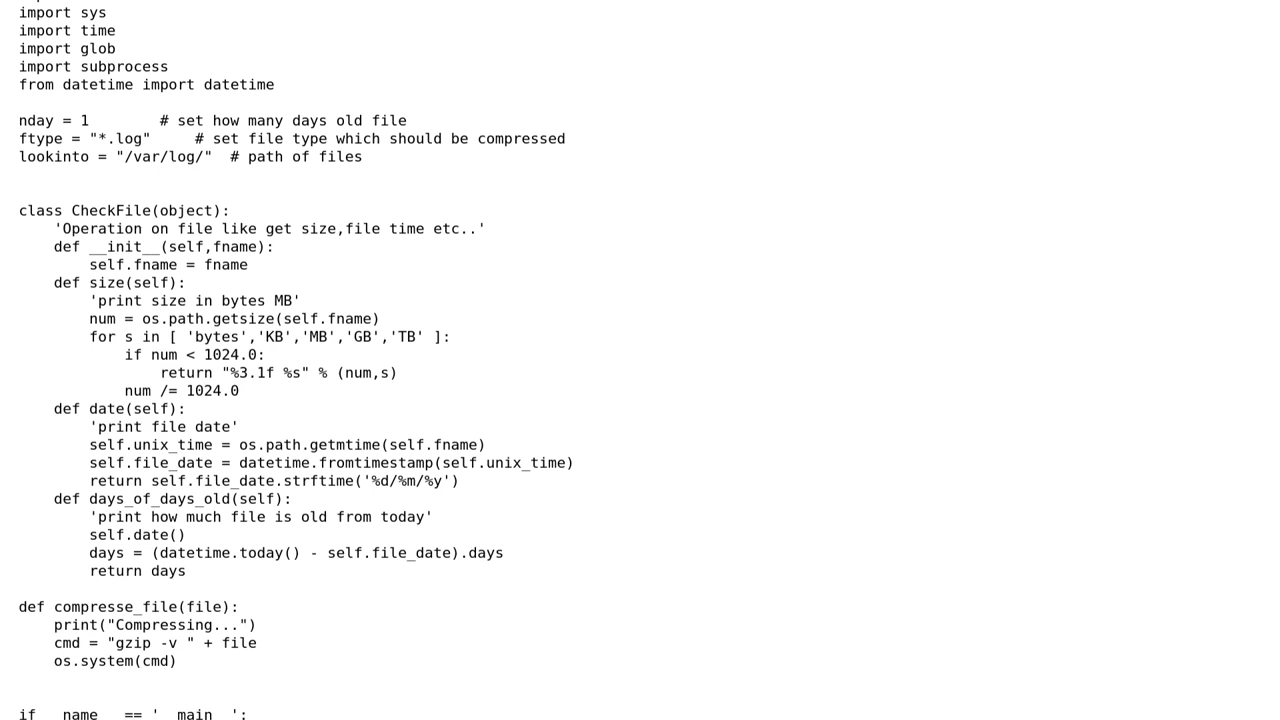 import sys
import time
import glob
import subprocess
from datetime import datetime

nday = 1        # set how many days old file
ftype = "*.log"     # set file type which should be compressed
lookinto = "/var/log/"  # path of files


class CheckFile(object):
    'Operation on file like get size,file time etc..'
    def __init__(self,fname):
        self.fname = fname
    def size(self):
        'print size in bytes MB'
        num = os.path.getsize(self.fname)
        for s in [ 'bytes','KB','MB','GB','TB' ]:
            if num < 1024.0:
                return "%3.1f %s" % (num,s)
            num /= 1024.0
    def date(self):
        'print file date'
        self.unix_time = os.path.getmtime(self.fname)
        self.file_date = datetime.fromtimestamp(self.unix_time)
        return self.file_date.strftime('%d/%m/%y')
    def days_of_days_old(self):
        'print how much file is old from today'
        self.date()
        days = (datetime.today() - self.file_date).days
        return days

def compresse_file(file):
    print("Compressing...")
    cmd = "gzip -v " + file
    os.system(cmd)


if __name__ == '__main__':